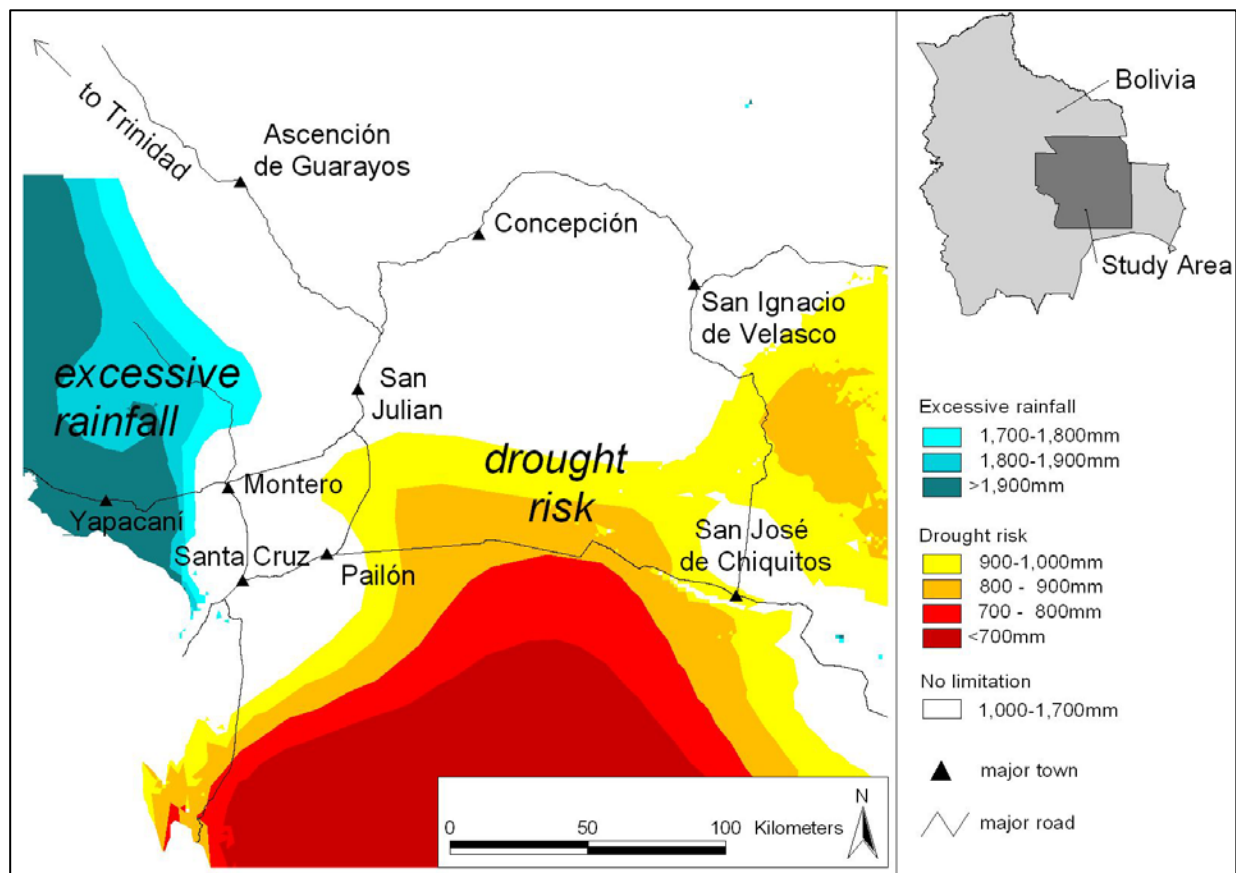 to Trinidad
Ascención
de Guarayos
Concepción
San Ignacio
de Velasco
excessive
rainfall
San
Julian
drought
risk
Montero
Yapacaní
San José
de Chiquitos
Santa Cruz
Pailón
0 50 100 Kilometers
N
Bolivia
Study Area
Excessive rainfall
1,700-1,800mm
1,800-1,900mm
>1,900mm
Drought risk
900-1,000mm
800 - 900mm
700 - 800mm
<700mm
No limitation
1,000-1,700mm
major town
major road